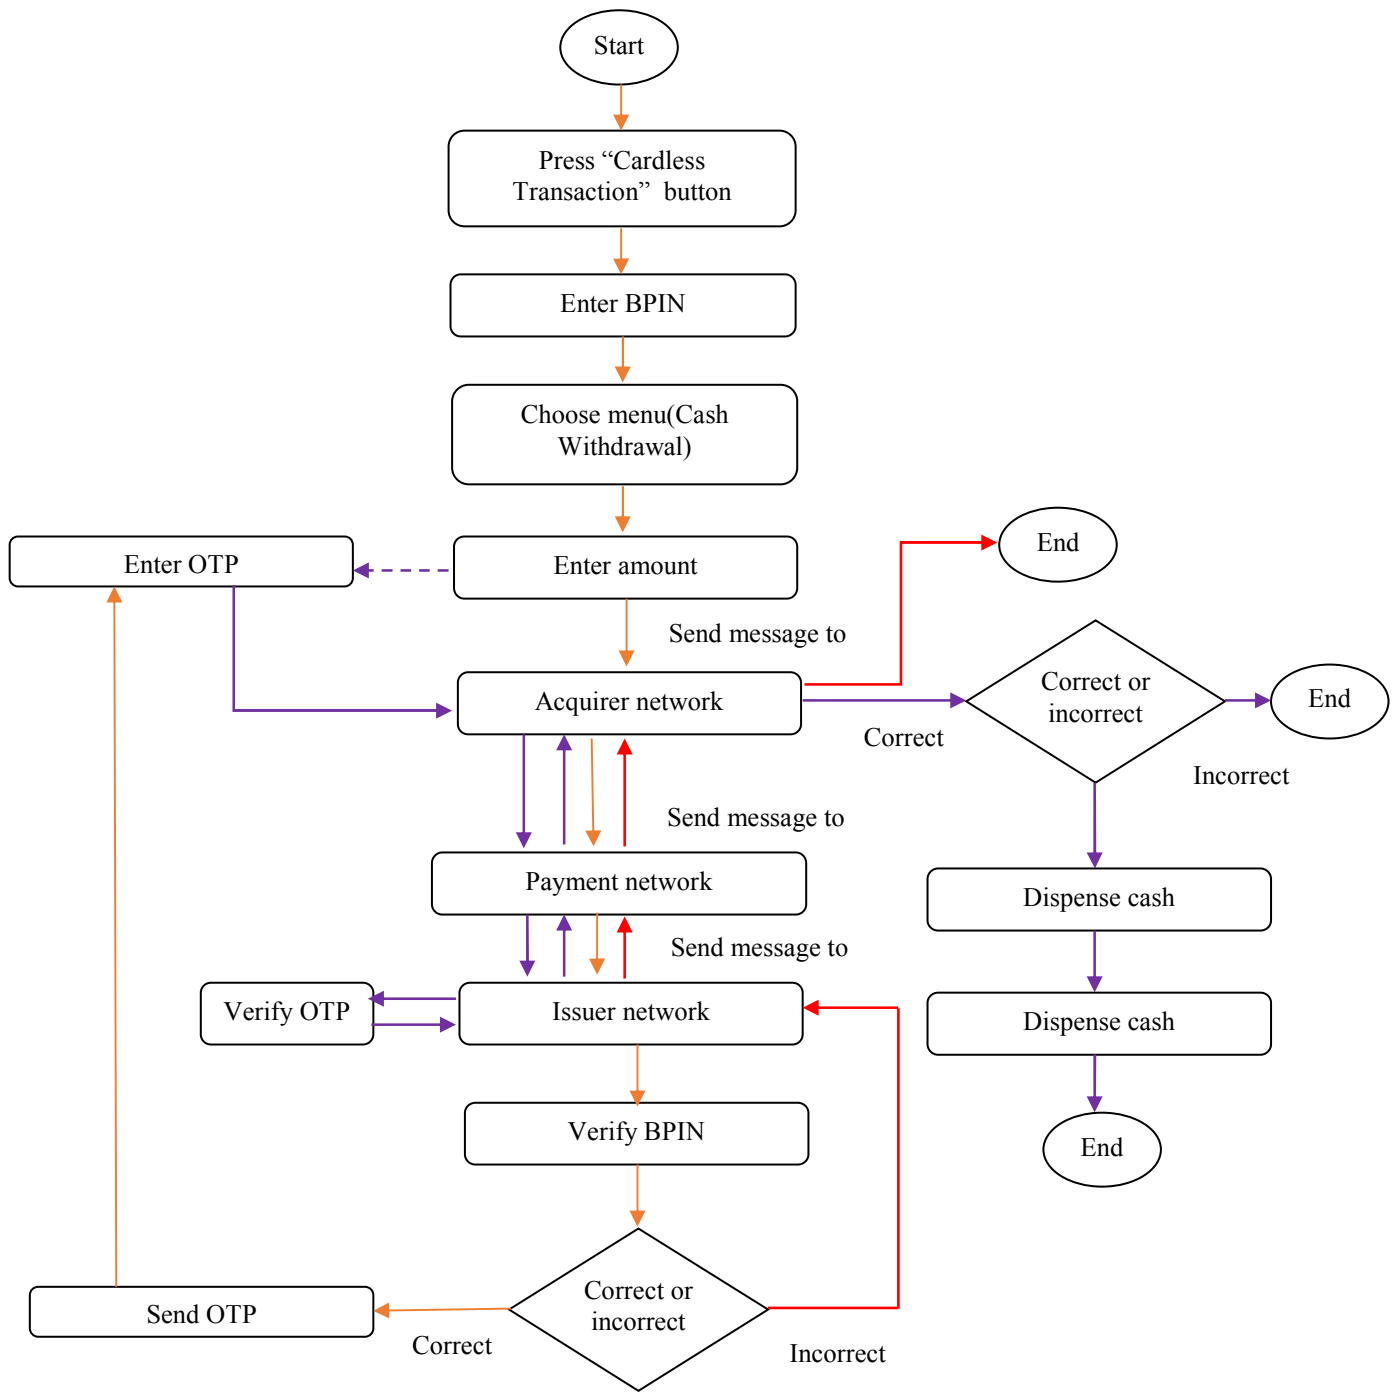 Start
Press “Cardless
Transaction”  button
Enter BPIN
Choose menu(Cash
Withdrawal)
Enter OTP
Enter amount
End
Send message to
Acquirer network
Correct or
incorrect
End
Correct
Incorrect
Send message to
Payment network
Dispense cash
Send message to
Verify OTP
Issuer network
Dispense cash
Verify BPIN
End
Correct or
incorrect
Send OTP
Correct
Incorrect